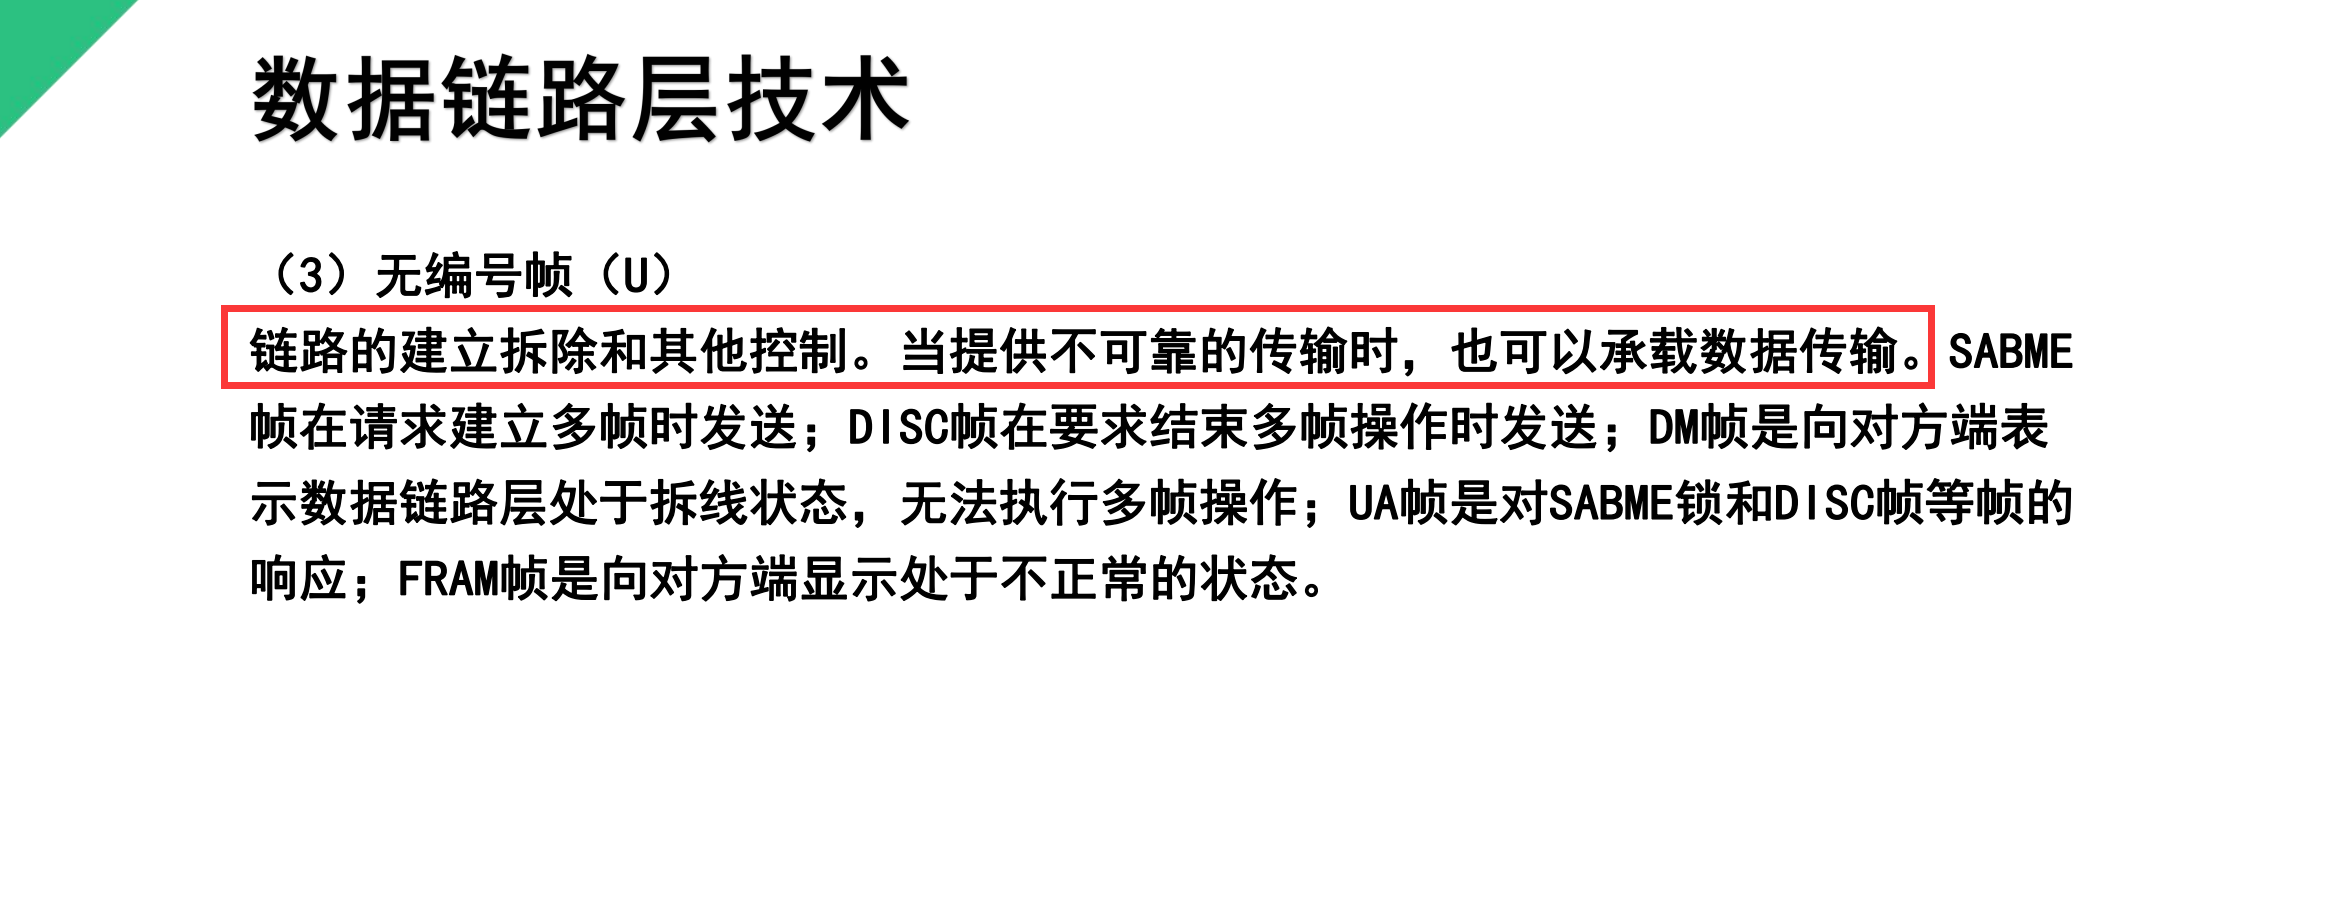 数据链路层技术
（3）无编号帧（U）
链路的建立拆除和其他控制。当提供不可靠的传输时，也可以承载数据传输。SABME
帧在请求建立多帧时发送；DISC帧在要求结束多帧操作时发送；DM帧是向对方端表
示数据链路层处于拆线状态，无法执行多帧操作；UA帧是对SABME锁和DISC帧等帧的
响应；FRAM帧是向对方端显示处于不正常的状态。